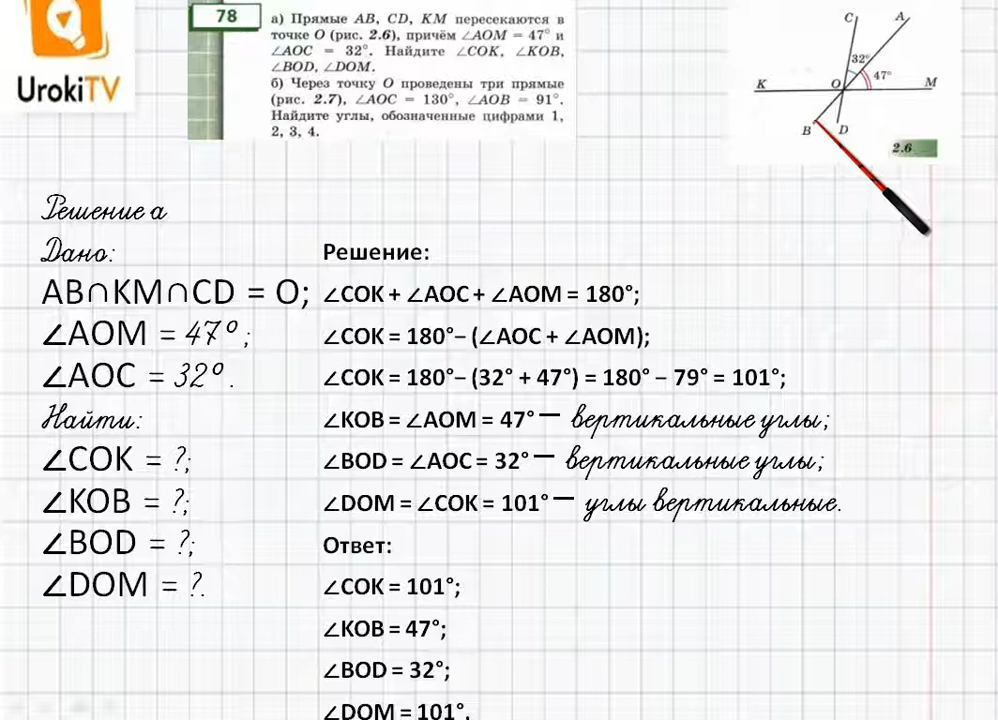 UrokiTV
78
а) Прямые AB, CD, KM пересекаются в
точке O (рис. 2.6), причём ∠AOM = 47° и
∠AOC = 32°. Найдите ∠COK, ∠KOB,
∠BOD, ∠DOM.
б) Через точку O проведены три прямые
(рис. 2.7), ∠AOC = 130°, ∠AOB = 91°.
Найдите углы, обозначенные цифрами 1,
2, 3, 4.
C
A
32°
47°
K
O
M
B
D
2.6
Решение а
Дано:
AB∩KM∩CD = O;
∠AOM = 47°;
∠AOC = 32°.
Найти:
∠COK = ?;
∠KOB = ?;
∠BOD = ?;
∠DOM = ?.
Решение:
∠COK + ∠AOC + ∠AOM = 180°;
∠COK = 180°– (∠AOC + ∠AOM);
∠COK = 180°– (32° + 47°) = 180° – 79° = 101°;
∠KOB = ∠AOM = 47° — вертикальные углы;
∠BOD = ∠AOC = 32° — вертикальные углы;
∠DOM = ∠COK = 101° — углы вертикальные.
Ответ:
∠COK = 101°;
∠KOB = 47°;
∠BOD = 32°;
∠DOM = 101°.